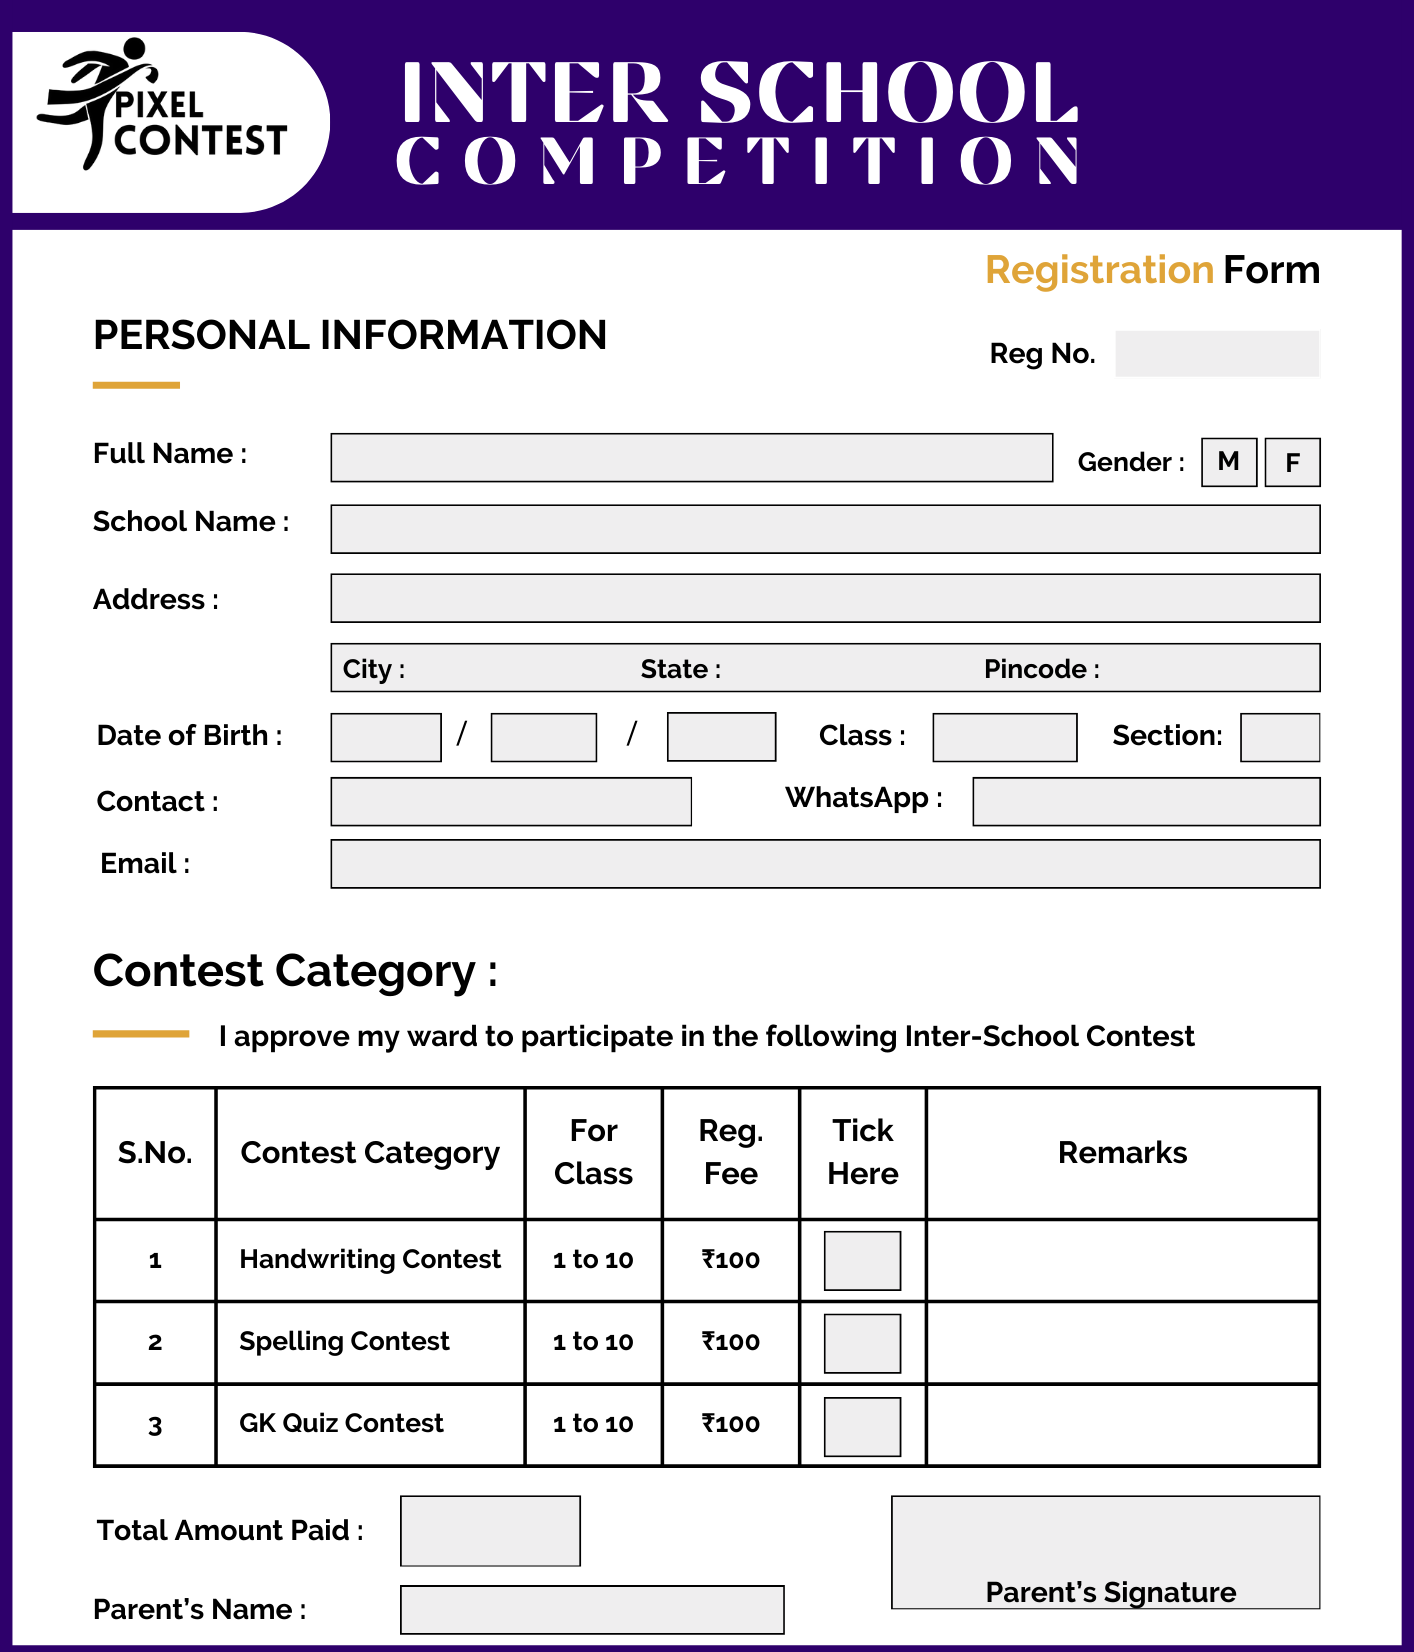 PIXEL
CONTEST
INTER SCHOOL
COMPETITION
Registration Form
PERSONAL INFORMATION
Reg No.
Full Name :
Gender : M F
School Name :
Address :
City : State : Pincode :
Date of Birth : / / Class : Section:
Contact : WhatsApp :
Email :
Contest Category :
I approve my ward to participate in the following Inter-School Contest
S.No. Contest Category For Class Reg. Fee Tick Here Remarks
1 Handwriting Contest 1 to 10 ₹100
2 Spelling Contest 1 to 10 ₹100
3 GK Quiz Contest 1 to 10 ₹100
Total Amount Paid :
Parent’s Signature
Parent’s Name :